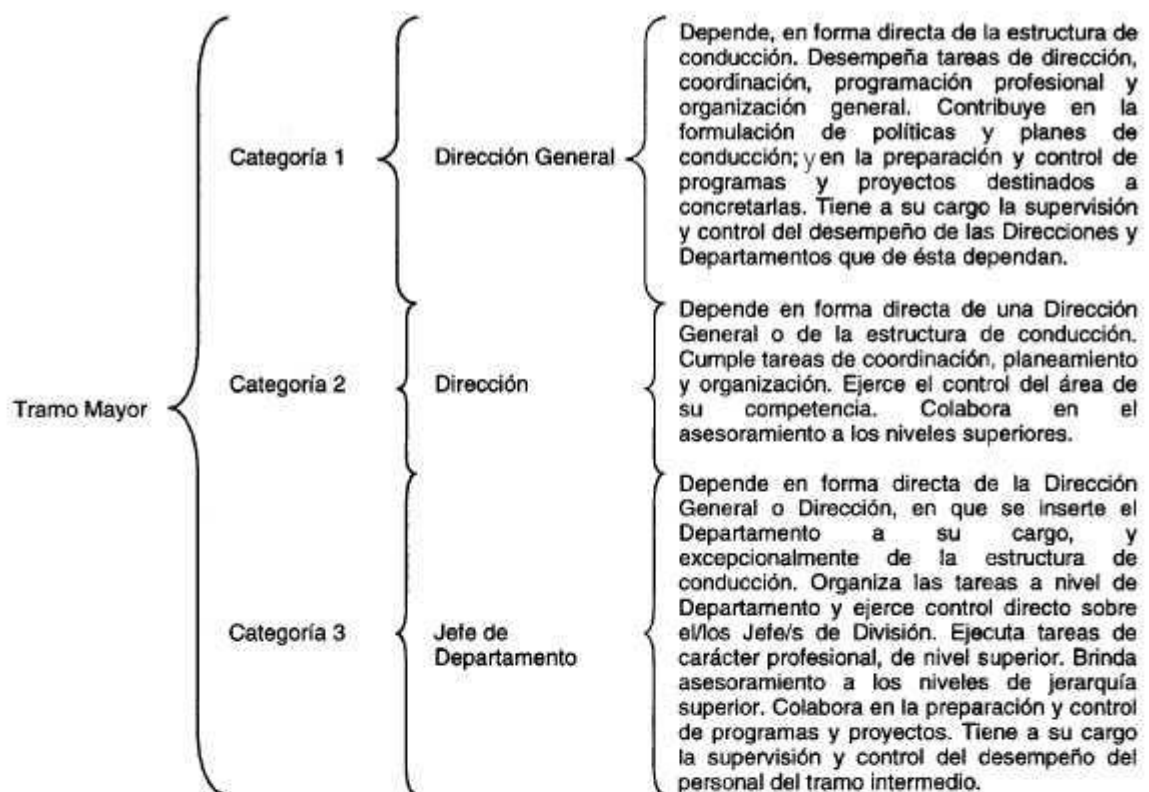 Tramo Mayor
Categoría 1
Dirección General
Depende, en forma directa de la estructura de
conducción. Desempeña tareas de dirección,
coordinación, programación profesional y
organización general. Contribuye en la
formulación de políticas y planes de
conducción; y en la preparación y control de
programas y proyectos destinados a
concretarlas. Tiene a su cargo la supervisión
y control del desempeño de las Direcciones y
Departamentos que de ésta dependan.
Categoría 2
Dirección
Depende en forma directa de una Dirección
General o de la estructura de conducción.
Cumple tareas de coordinación, planeamiento
y organización. Ejerce el control del área de
su competencia. Colabora en el
asesoramiento a los niveles superiores.
Categoría 3
Jefe de
Departamento
Depende en forma directa de la Dirección
General o Dirección, en que se inserte el
Departamento a su cargo, y
excepcionalmente de la estructura de
conducción. Organiza las tareas a nivel de
Departamento y ejerce control directo sobre
el/los Jefe/s de División. Ejecuta tareas de
carácter profesional, de nivel superior. Brinda
asesoramiento a los niveles de jerarquía
superior. Colabora en la preparación y control
de programas y proyectos. Tiene a su cargo
la supervisión y control del desempeño del
personal del tramo intermedio.